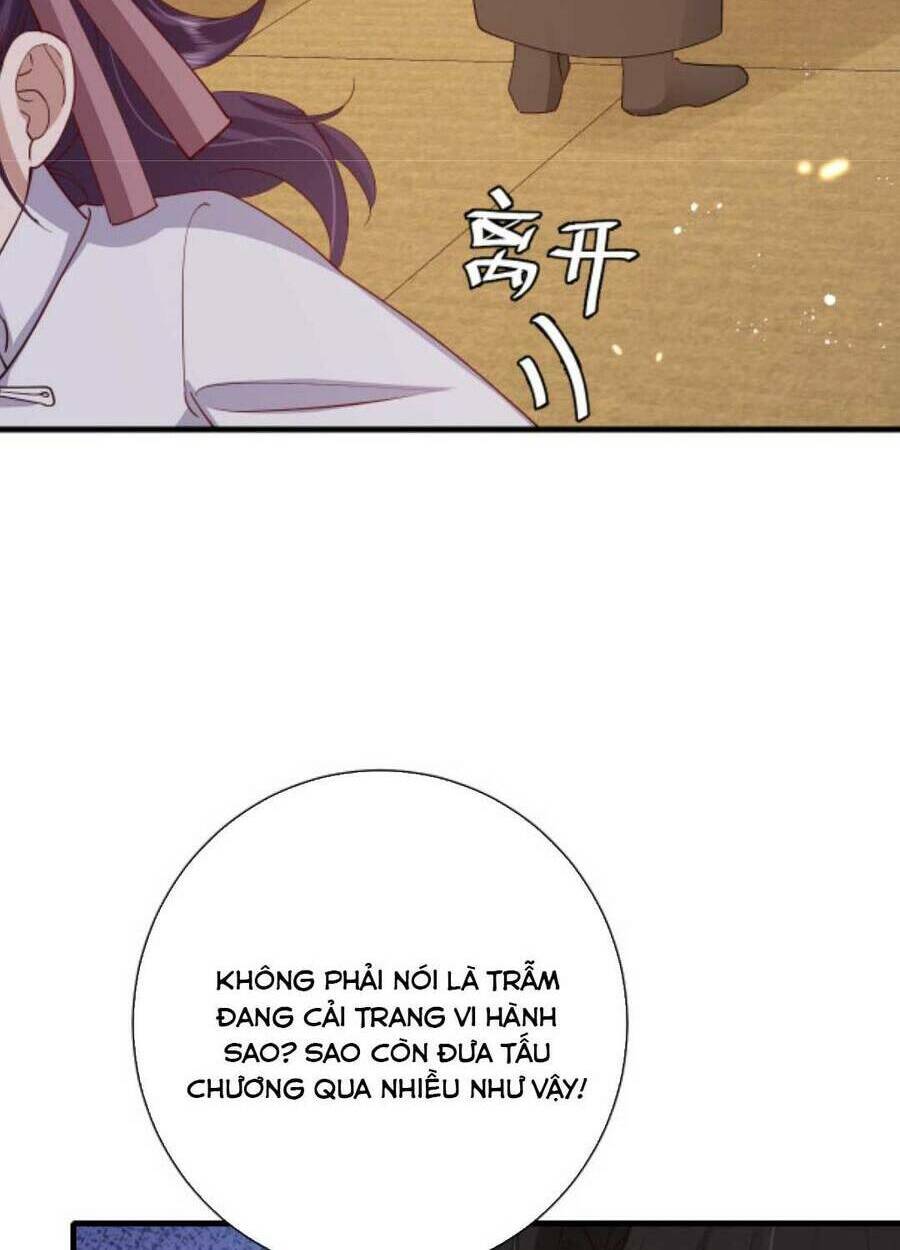 离开
KHÔNG PHẢI NÓI LÀ TRẪM
ĐANG CẢI TRANG VI HÀNH
SAO? SAO CÒN ĐƯA TẤU
CHƯƠNG QUA NHIỀU NHƯ VẬY!